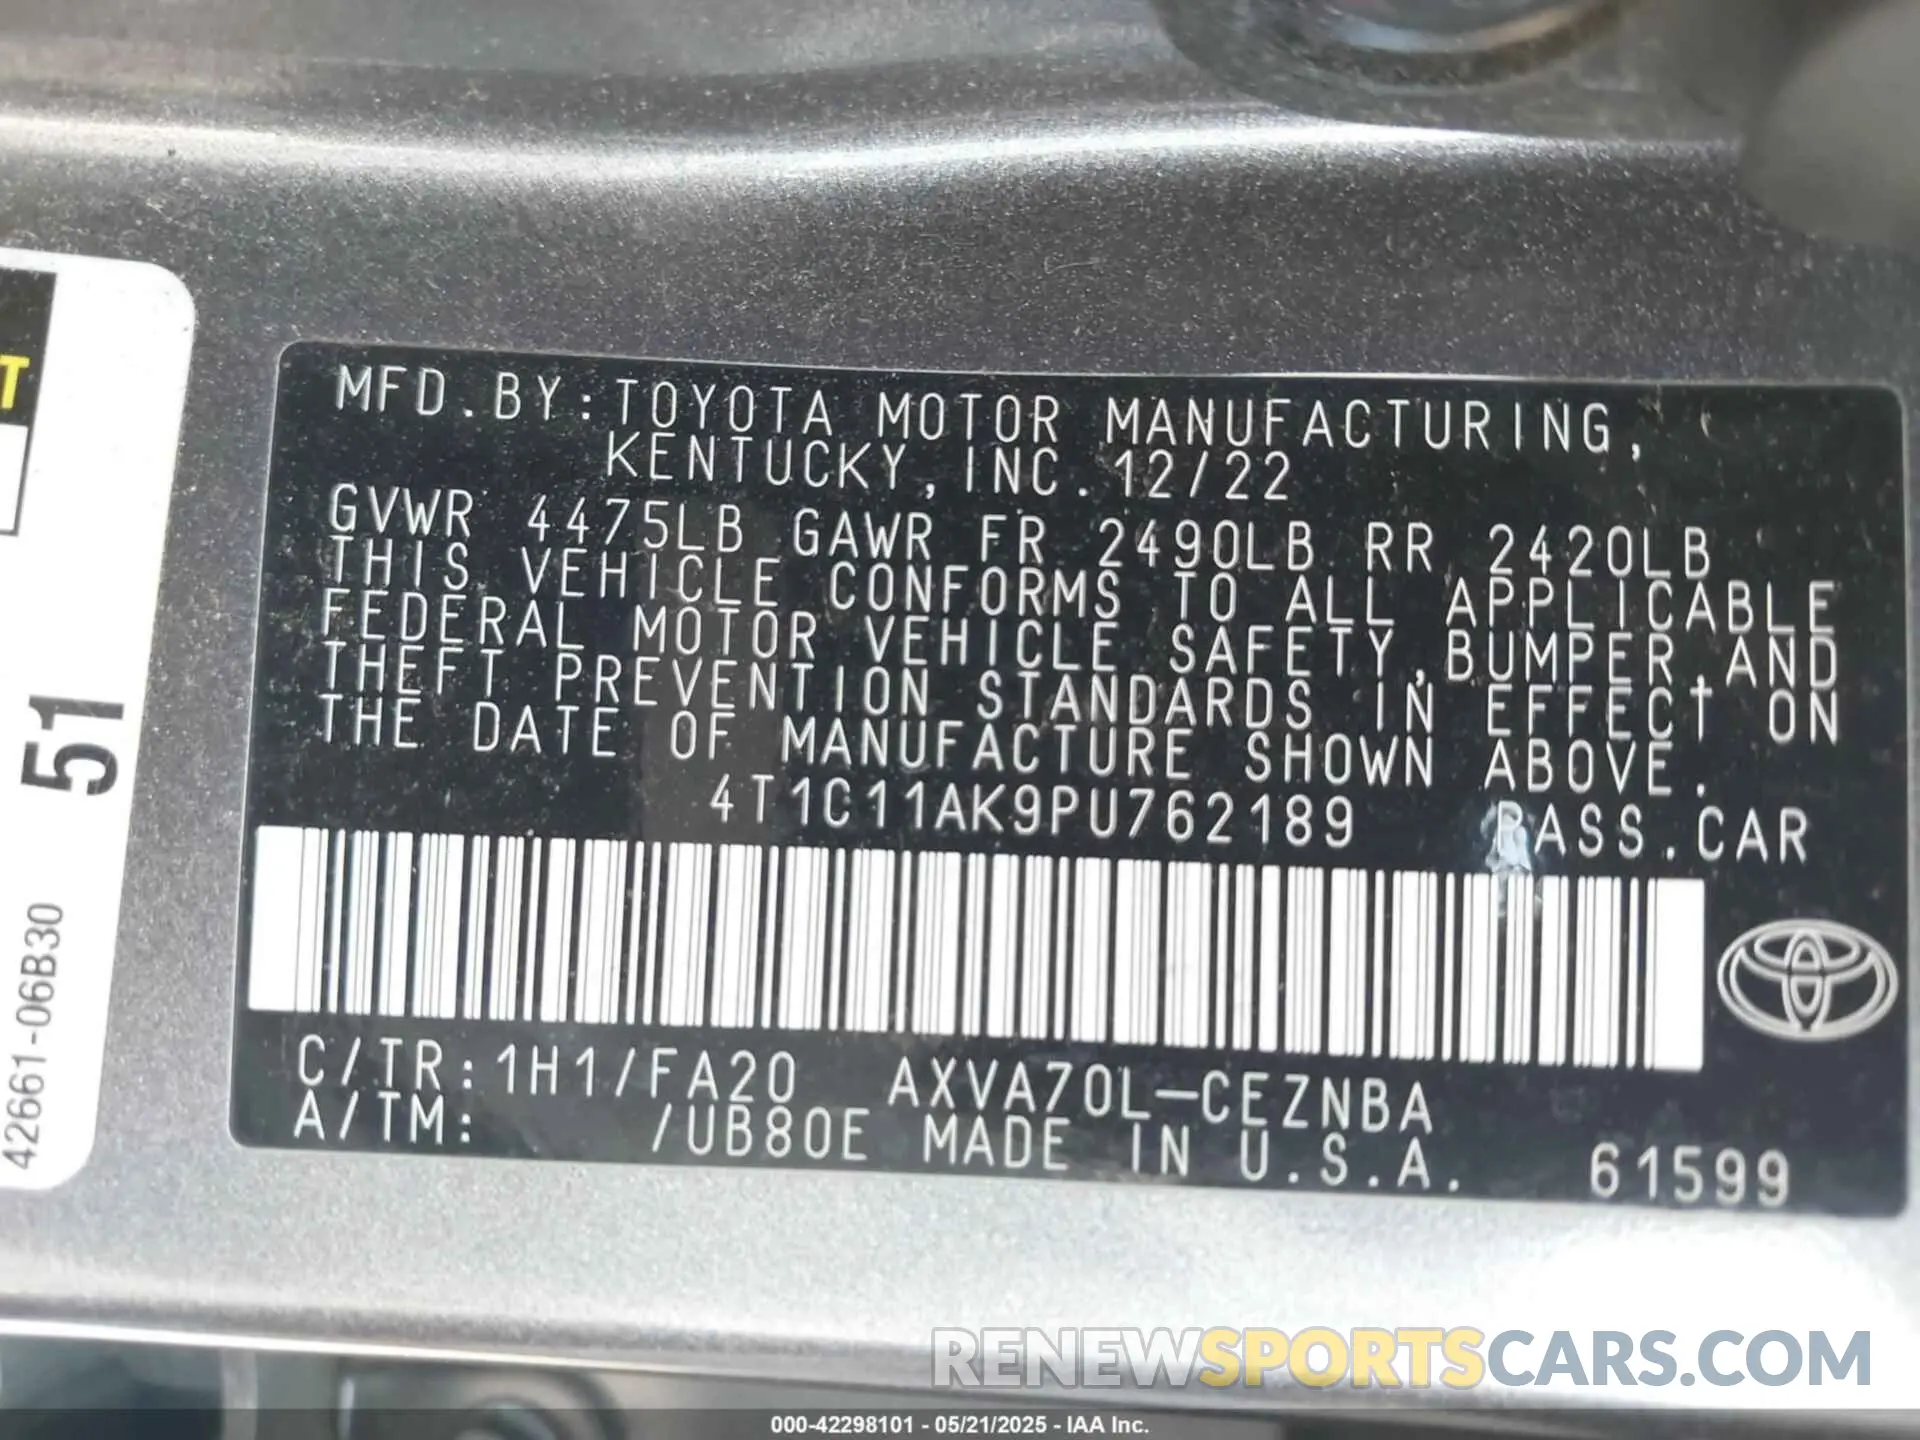 MFD.BY:TOYOTA MOTOR MANUFACTURING,
KENTUCKY, INC. 12/22
GVWR 4475LB GAWR FR 2490LB RR 2420LB
THIS VEHICLE CONFORMS TO ALL APPLICABLE
FEDERAL MOTOR VEHICLE SAFETY,BUMPER,AND
THEFT PREVENTION STANDARDS IN EFFECT ON
THE DATE OF MANUFACTURE SHOWN ABOVE.
4T1C11AK9PU762189 PASS.CAR
C/TR:1H1/FA20 AXVA70L-CEZNBA
A/TM: /UB80E MADE IN U.S.A. 61599
T
51
42661-06B30
RENEWSPORTSCARS.COM
000-42298101 - 05/21/2025 - IAA Inc.